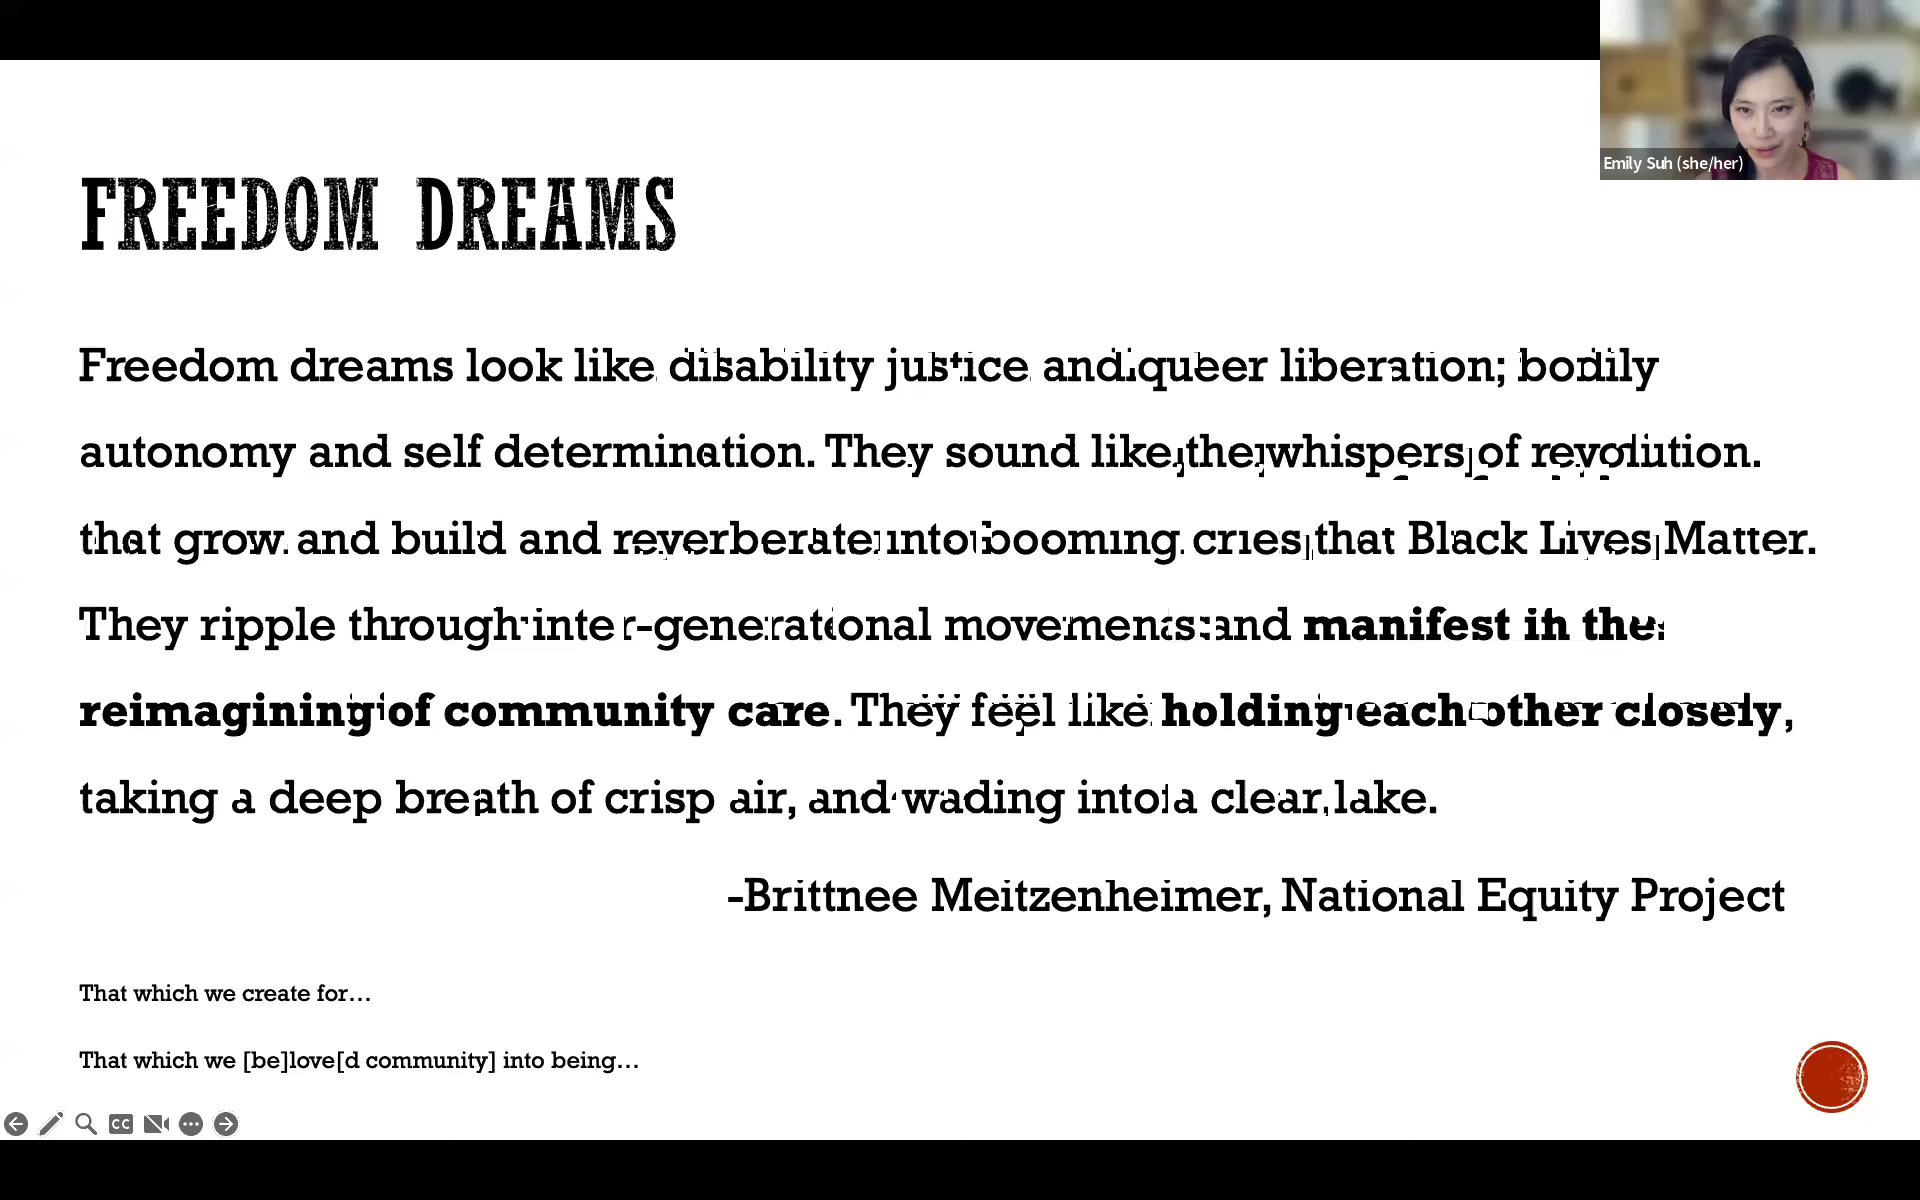 Emily Suh (she/her)
FREEDOM DREAMS
Freedom dreams look like disability justice and queer liberation; bodily
autonomy and self determination. They sound like the whispers of revolution.
that grow and build and reverberate into booming cries that Black Lives Matter.
They ripple through inter-generational movements and manifest in the
reimagining of community care. They feel like holding each other closely,
taking a deep breath of crisp air, and wading into a clear lake.
-Brittnee Meitzenheimer, National Equity Project
That which we create for...
That which we [be]love[d community] into being...
CC